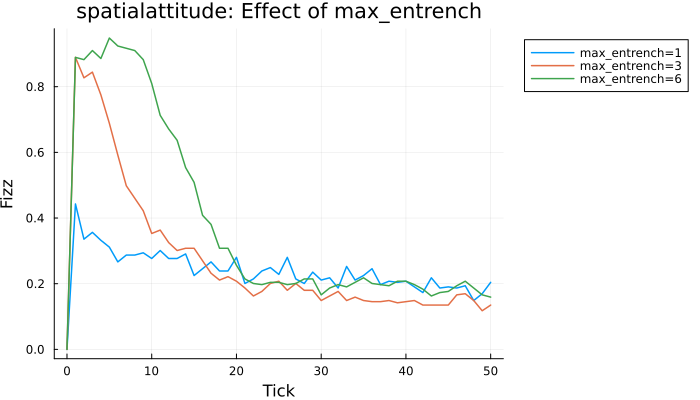 spatialattitude: Effect of max_entrench
max_entrench=1
max_entrench=3
max_entrench=6
Fizz
0.8
0.6
0.4
0.2
0.0
0 10 20 30 40 50
Tick